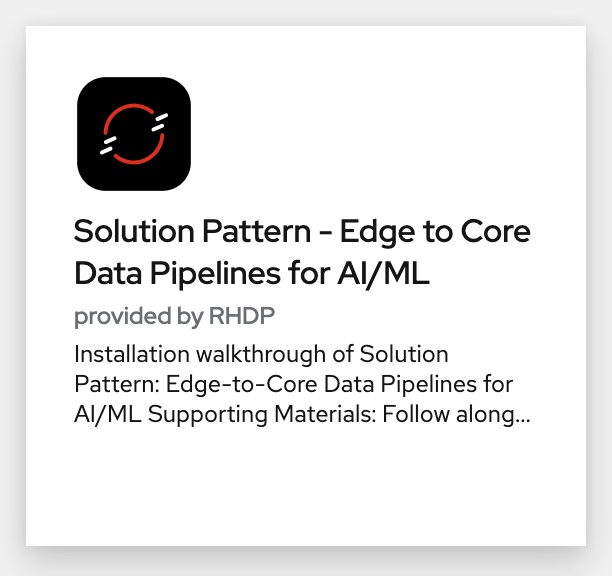 Solution Pattern - Edge to Core
Data Pipelines for AI/ML
provided by RHDP
Installation walkthrough of Solution
Pattern: Edge-to-Core Data Pipelines for
AI/ML Supporting Materials: Follow along...